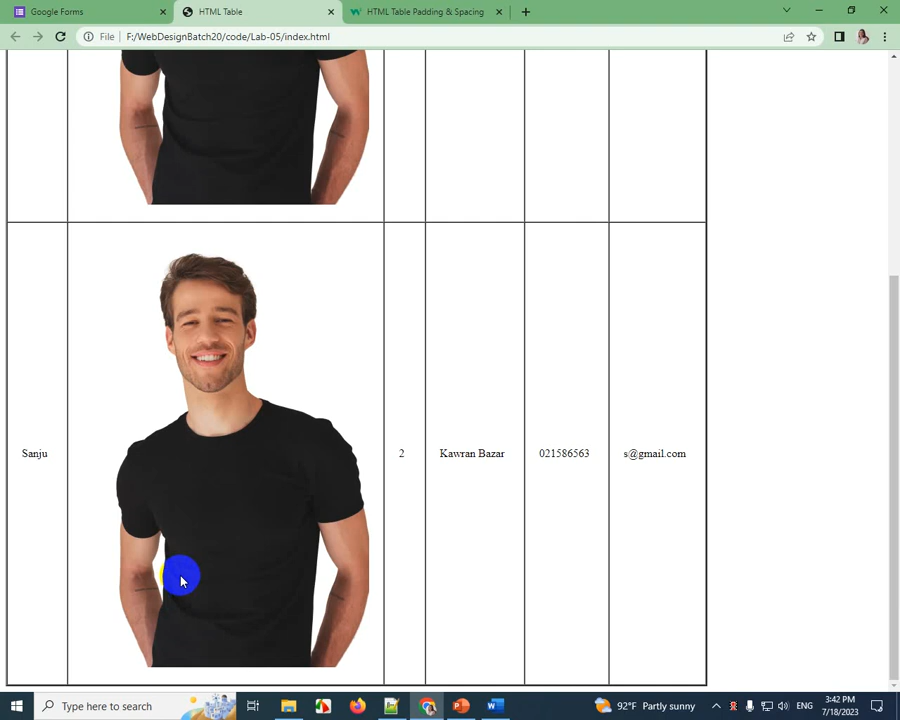 Google Forms
HTML Table
HTML Table Padding & Spacing
File
F:/WebDesignBatch20/code/Lab-05/index.html
Sanju
2
Kawran Bazar
021586563
s@gmail.com
Type here to search
92°F Partly sunny
ENG
3:42 PM
7/18/2023